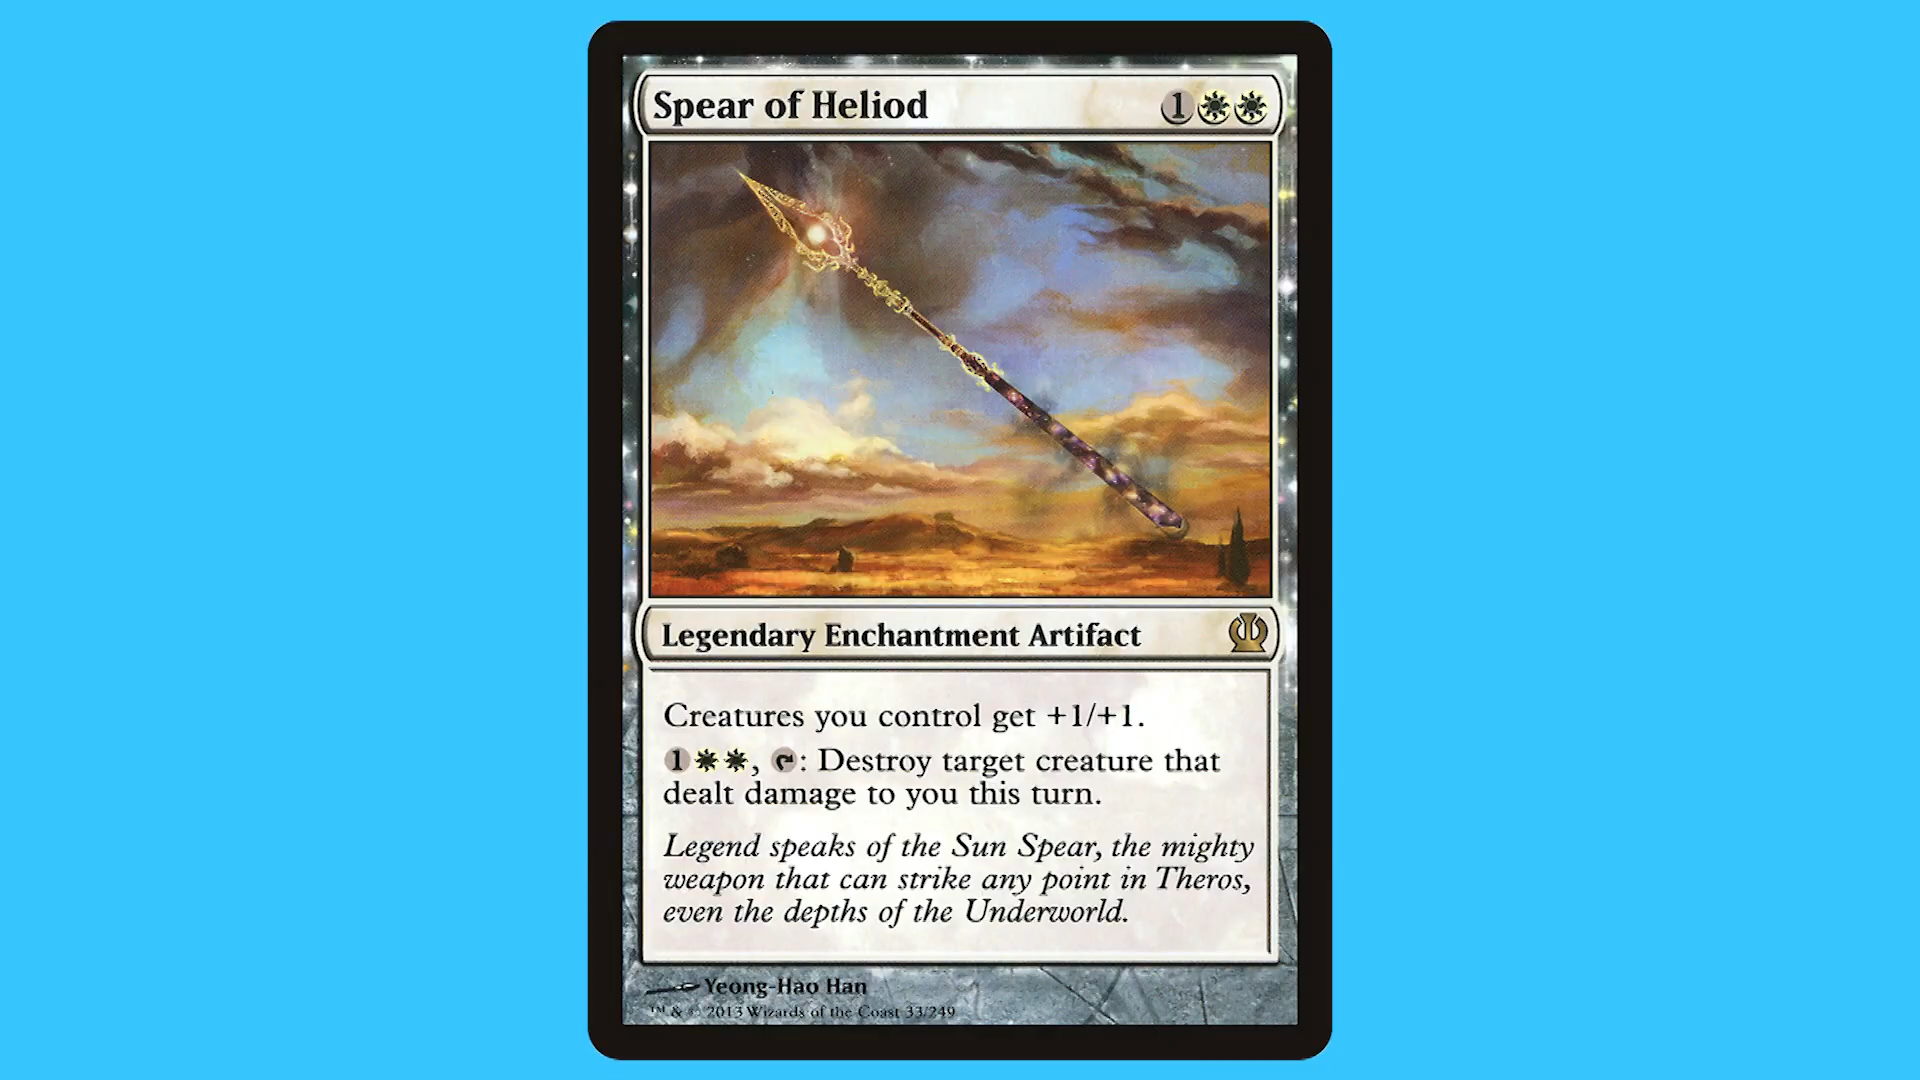 Spear of Heliod 1
Legendary Enchantment Artifact
Creatures you control get +1/+1.
1, : Destroy target creature that
dealt damage to you this turn.
Legend speaks of the Sun Spear, the mighty
weapon that can strike any point in Theros,
even the depths of the Underworld.
Yeong-Hao Han
™ & © 2013 Wizards of the Coast 33/249